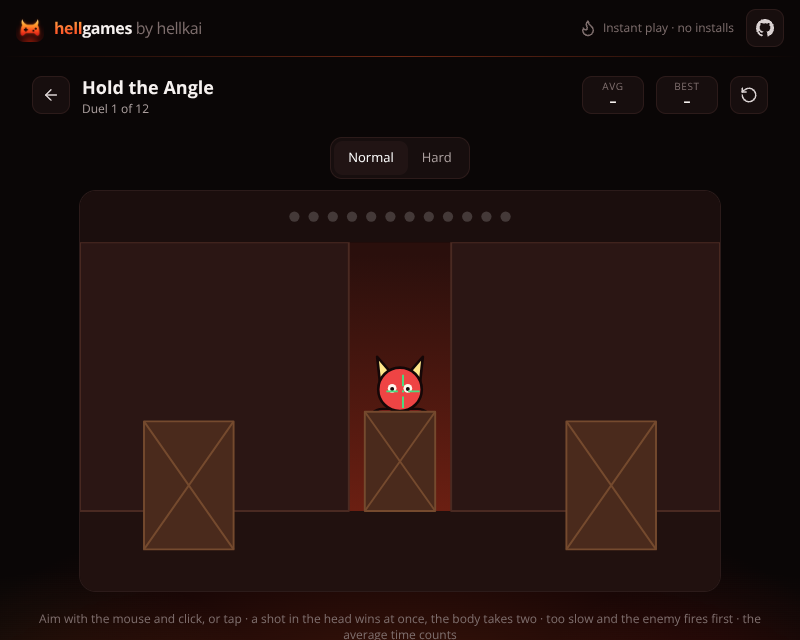 hellgames by hellkai
Instant play · no installs
Hold the Angle
Duel 1 of 12
AVG
–
BEST
–
Normal
Hard
Aim with the mouse and click, or tap · a shot in the head wins at once, the body takes two · too slow and the enemy fires first · the
average time counts